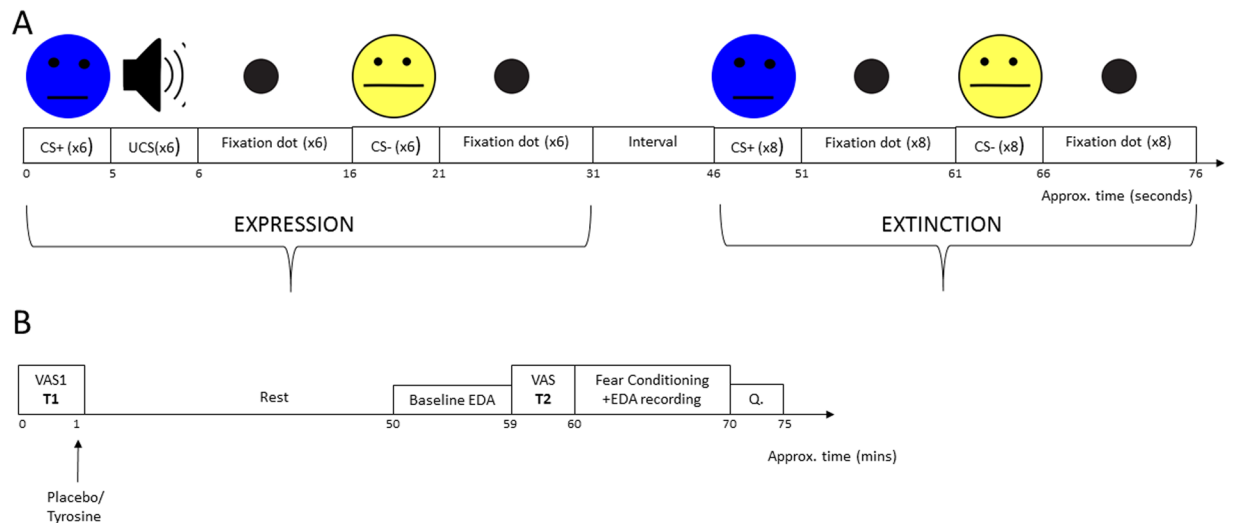 A
CS+ (x6) UCS(x6) Fixation dot (x6) CS- (x6) Fixation dot (x6) Interval CS+ (x8) Fixation dot (x8) CS- (x8) Fixation dot (x8)
0 5 6 16 21 31 46 51 61 66 76
Approx. time (seconds)
EXPRESSION EXTINCTION
B
VAS1 VAS Fear Conditioning
T1 Rest Baseline EDA T2 +EDA recording Q.
0 1 50 59 60 70 75
Approx. time (mins)
Placebo/
Tyrosine